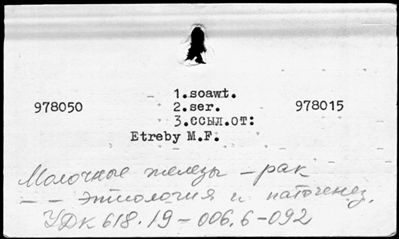 1.soawt.
978050 2.ser. 978015
3.ссыл.от:
Etreby M.F.
Молочные железы – рак
– – этиология и патогенез.
УДК 618.19–006.6–092